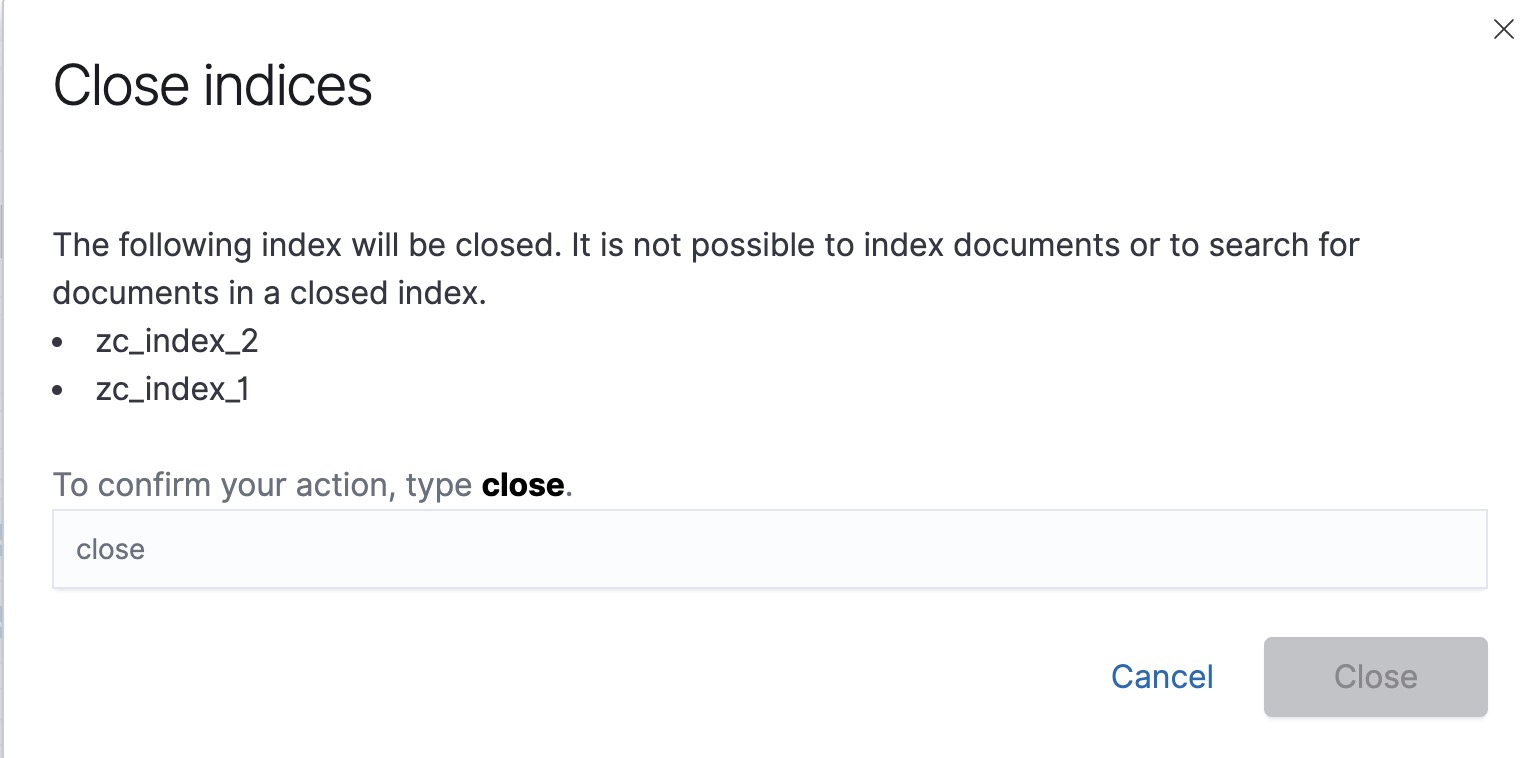 Close indices
The following index will be closed. It is not possible to index documents or to search for
documents in a closed index.
• zc_index_2
• zc_index_1
To confirm your action, type close.
close
Cancel
Close